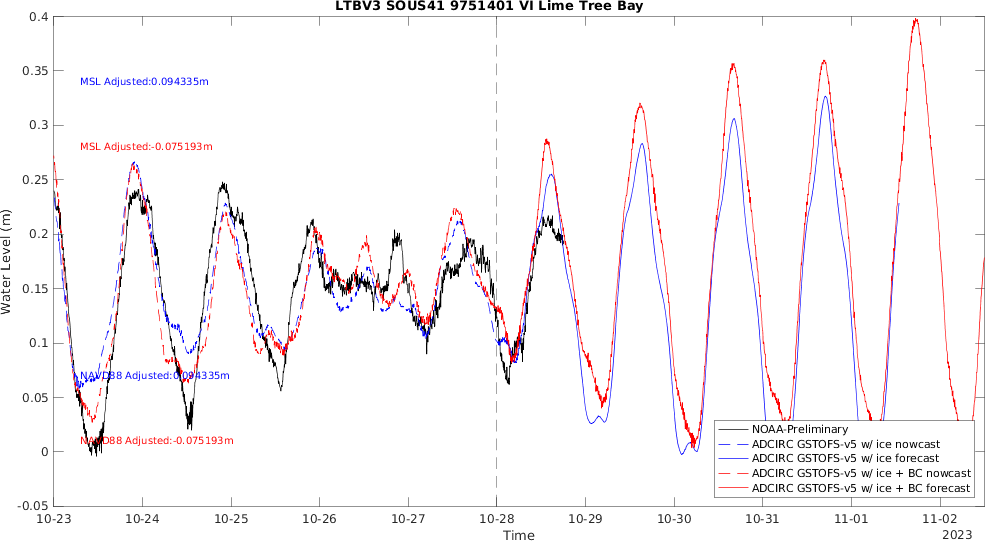 LTBV3 SOUS41 9751401 VI Lime Tree Bay
0.4
0.35
0.3
0.25
0.2
0.15
0.1
0.05
0
-0.05
Water Level (m)
MSL Adjusted:0.094335m
MSL Adjusted:-0.075193m
NAVD88 Adjusted:0.094335m
NAVD88 Adjusted:-0.075193m
NOAA-Preliminary
ADCIRC GSTOFS-v5 w/ ice nowcast
ADCIRC GSTOFS-v5 w/ ice forecast
ADCIRC GSTOFS-v5 w/ ice + BC nowcast
ADCIRC GSTOFS-v5 w/ ice + BC forecast
10-23 10-24 10-25 10-26 10-27 10-28 10-29 10-30 10-31 11-01 11-02
Time
2023